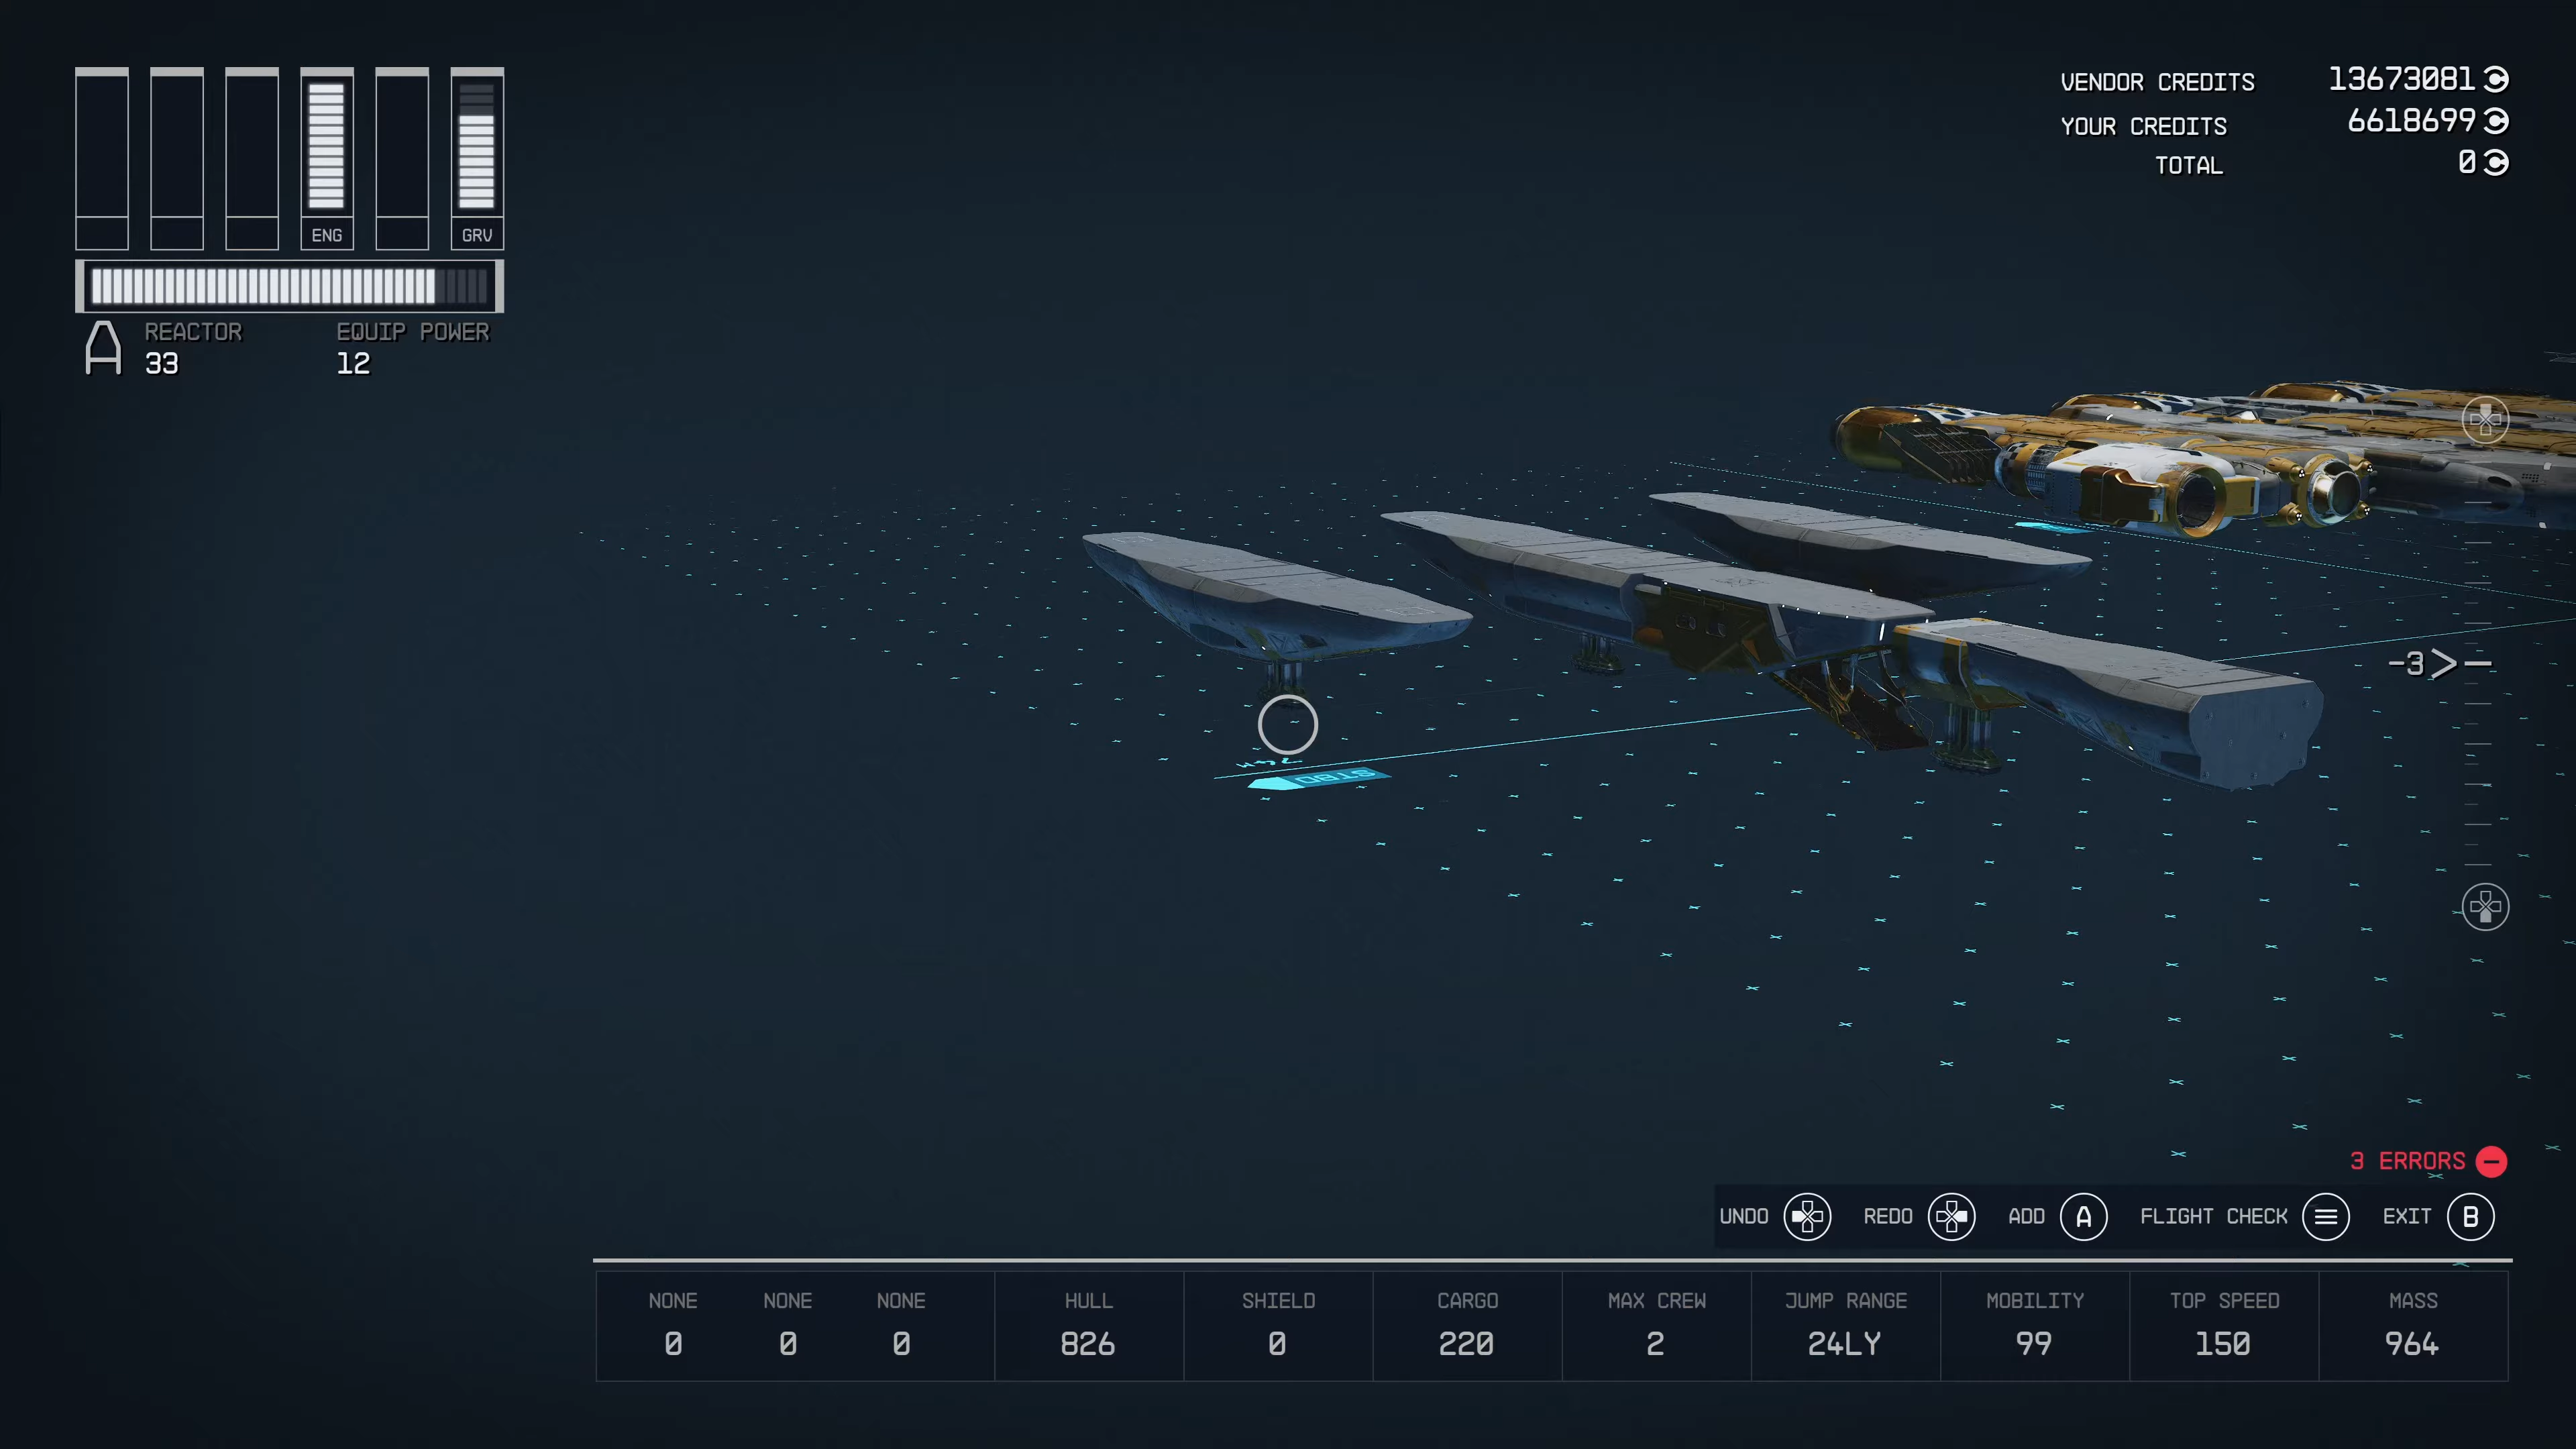 VENDOR CREDITS 13673081
YOUR CREDITS 6618699
TOTAL 0
ENG GRV
A REACTOR EQUIP POWER
33 12
-3
STBD
3 ERRORS
UNDO REDO ADD A FLIGHT CHECK EXIT B
NONE NONE NONE HULL SHIELD CARGO MAX CREW JUMP RANGE MOBILITY TOP SPEED MASS
0 0 0 826 0 220 2 24LY 99 150 964